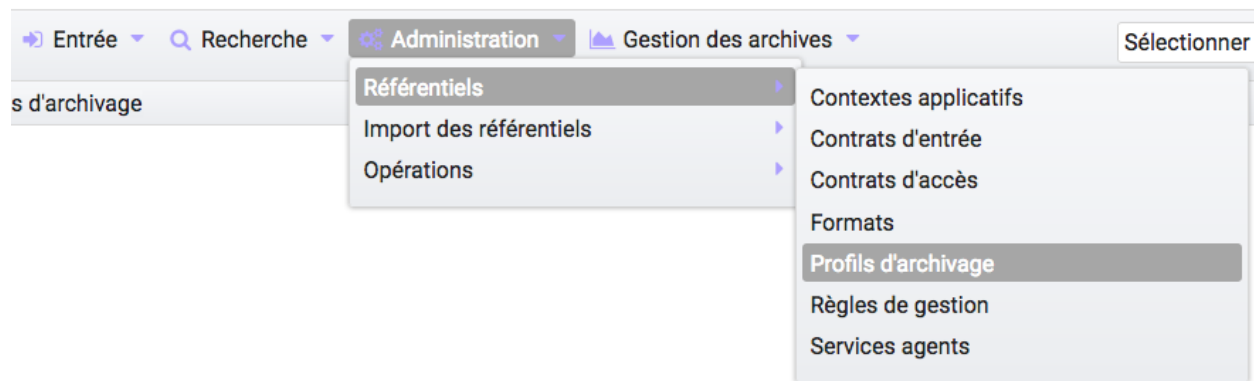 Entrée Recherche Administration Gestion des archives Sélectionner
s d'archivage
Référentiels
Import des référentiels
Opérations
Contextes applicatifs
Contrats d'entrée
Contrats d'accès
Formats
Profils d'archivage
Règles de gestion
Services agents